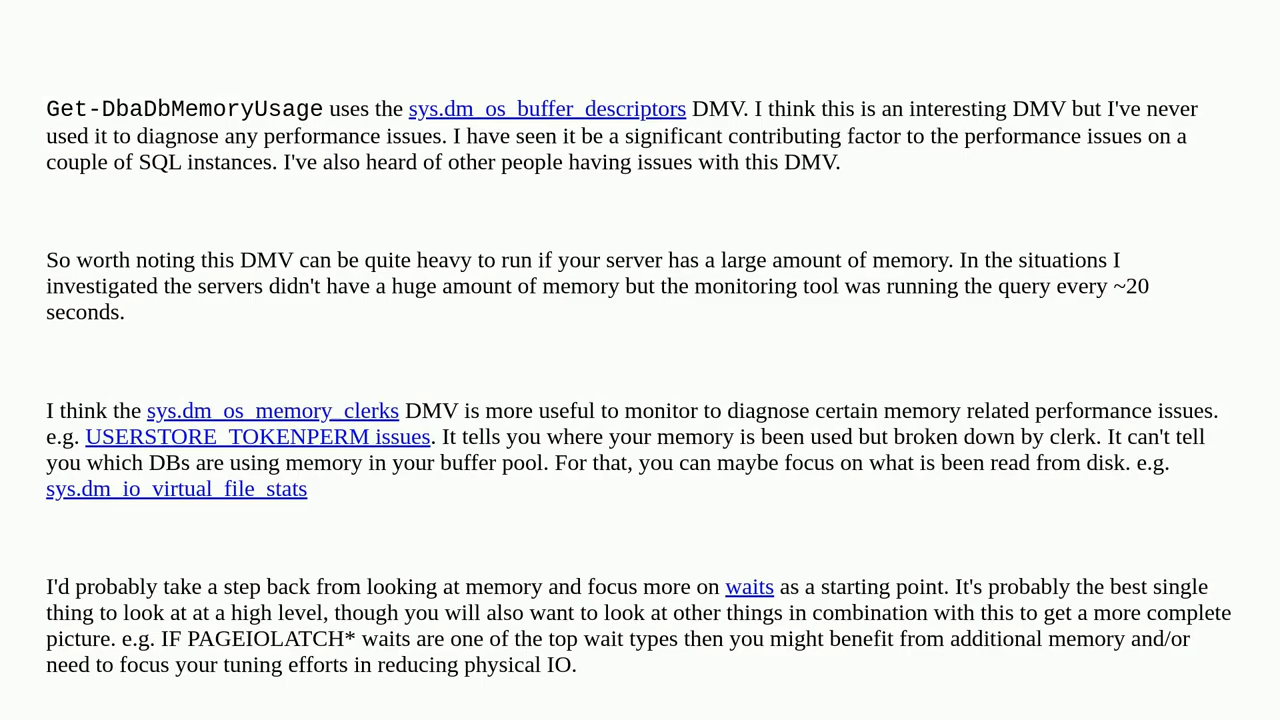 Get-DbaDbMemoryUsage uses the sys.dm_os_buffer_descriptors DMV. I think this is an interesting DMV but I've never
used it to diagnose any performance issues. I have seen it be a significant contributing factor to the performance issues on a
couple of SQL instances. I've also heard of other people having issues with this DMV.
So worth noting this DMV can be quite heavy to run if your server has a large amount of memory. In the situations I
investigated the servers didn't have a huge amount of memory but the monitoring tool was running the query every ~20
seconds.
I think the sys.dm_os_memory_clerks DMV is more useful to monitor to diagnose certain memory related performance issues.
e.g. USERSTORE_TOKENPERM issues. It tells you where your memory is been used but broken down by clerk. It can't tell
you which DBs are using memory in your buffer pool. For that, you can maybe focus on what is been read from disk. e.g.
sys.dm_io_virtual_file_stats
I'd probably take a step back from looking at memory and focus more on waits as a starting point. It's probably the best single
thing to look at at a high level, though you will also want to look at other things in combination with this to get a more complete
picture. e.g. IF PAGEIOLATCH* waits are one of the top wait types then you might benefit from additional memory and/or
need to focus your tuning efforts in reducing physical IO.